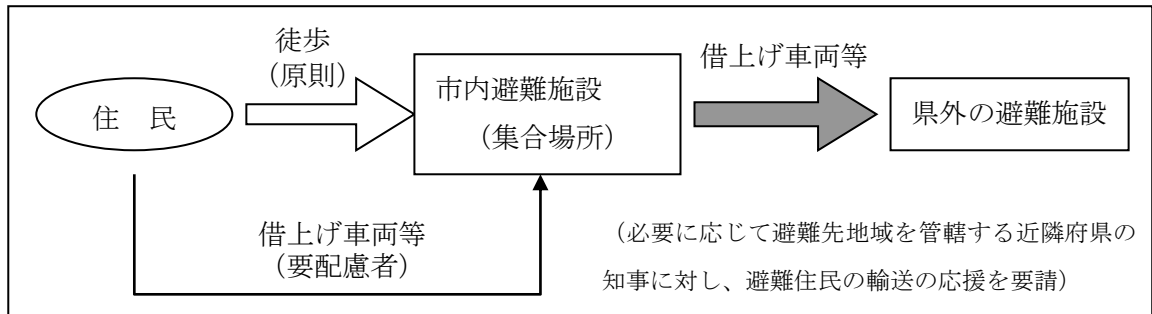 徒歩
（原則）
住　民
市内避難施設
（集合場所）
借上げ車両等
県外の避難施設
借上げ車両等
（要配慮者）
（必要に応じて避難先地域を管轄する近隣府県の
知事に対し、避難住民の輸送の応援を要請）